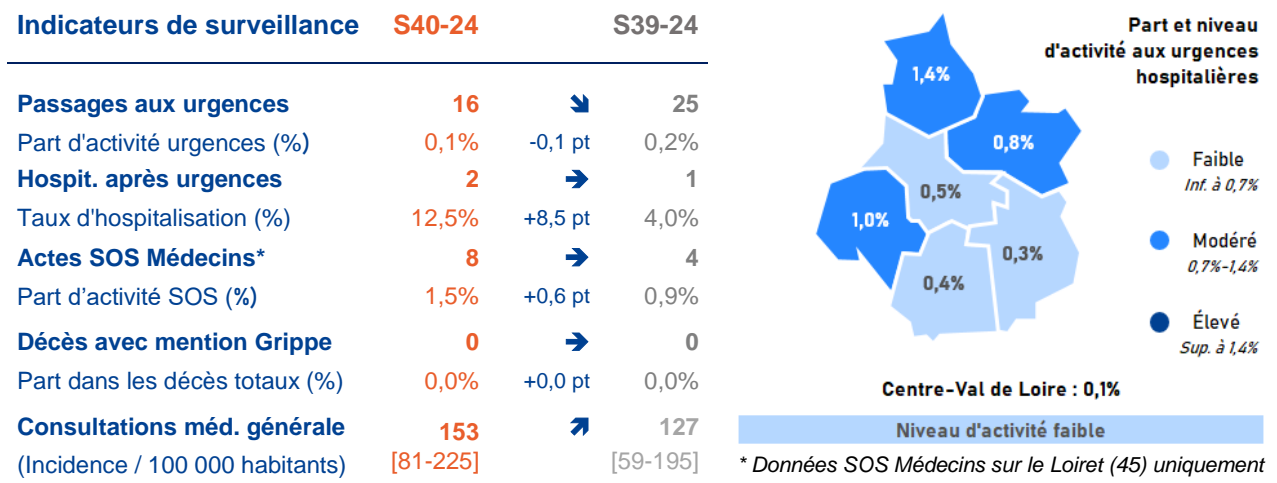 Indicateurs de surveillance S40-24 S39-24
Passages aux urgences 16 🡮 25
Part d'activité urgences (%) 0,1% -0,1 pt 0,2%
Hospit. après urgences 2 🡺 1
Taux d'hospitalisation (%) 12,5% +8,5 pt 4,0%
Actes SOS Médecins* 8 🡺 4
Part d’activité SOS (%) 1,5% +0,6 pt 0,9%
Décès avec mention Grippe 0 🡺 0
Part dans les décès totaux (%) 0,0% +0,0 pt 0,0%
Consultations méd. générale 153 🡭 127
(Incidence / 100 000 habitants) [81-225] [59-195]
Part et niveau
d'activité aux urgences
hospitalières
1,4%
0,8%
0,5%
1,0%
0,3%
0,4%
Faible
Inf. à 0,7%
Modéré
0,7%-1,4%
Élevé
Sup. à 1,4%
Centre-Val de Loire : 0,1%
Niveau d'activité faible
* Données SOS Médecins sur le Loiret (45) uniquement